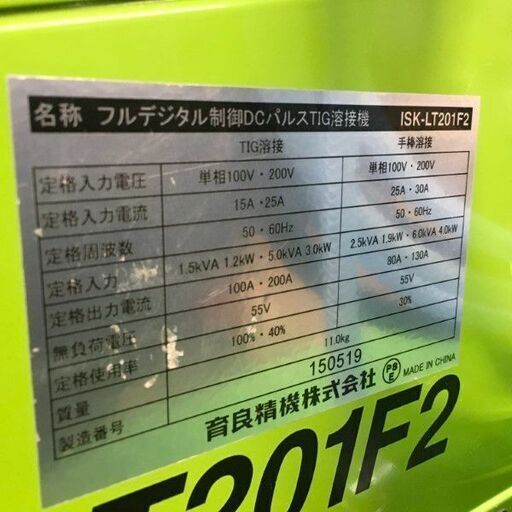 名称 フルデジタル制御DCパルスTIG溶接機 ISK-LT201F2
TIG溶接 手棒溶接
定格入力電圧 単相100V・200V 単相100V・200V
定格入力電流 15A・25A 25A・30A
定格周波数 50・60Hz 50・60Hz
定格入力 1.5kVA 1.2kW・5.0kVA 3.0kW 2.5kVA 1.9kW・6.0kVA 4.0kW
定格出力電流 100A・200A 80A・130A
無負荷電圧 55V 55V
定格使用率 100%・40% 30%
質量 11.0kg
製造番号 150519
育良精機株式会社 PSE MADE IN CHINA
LT201F2